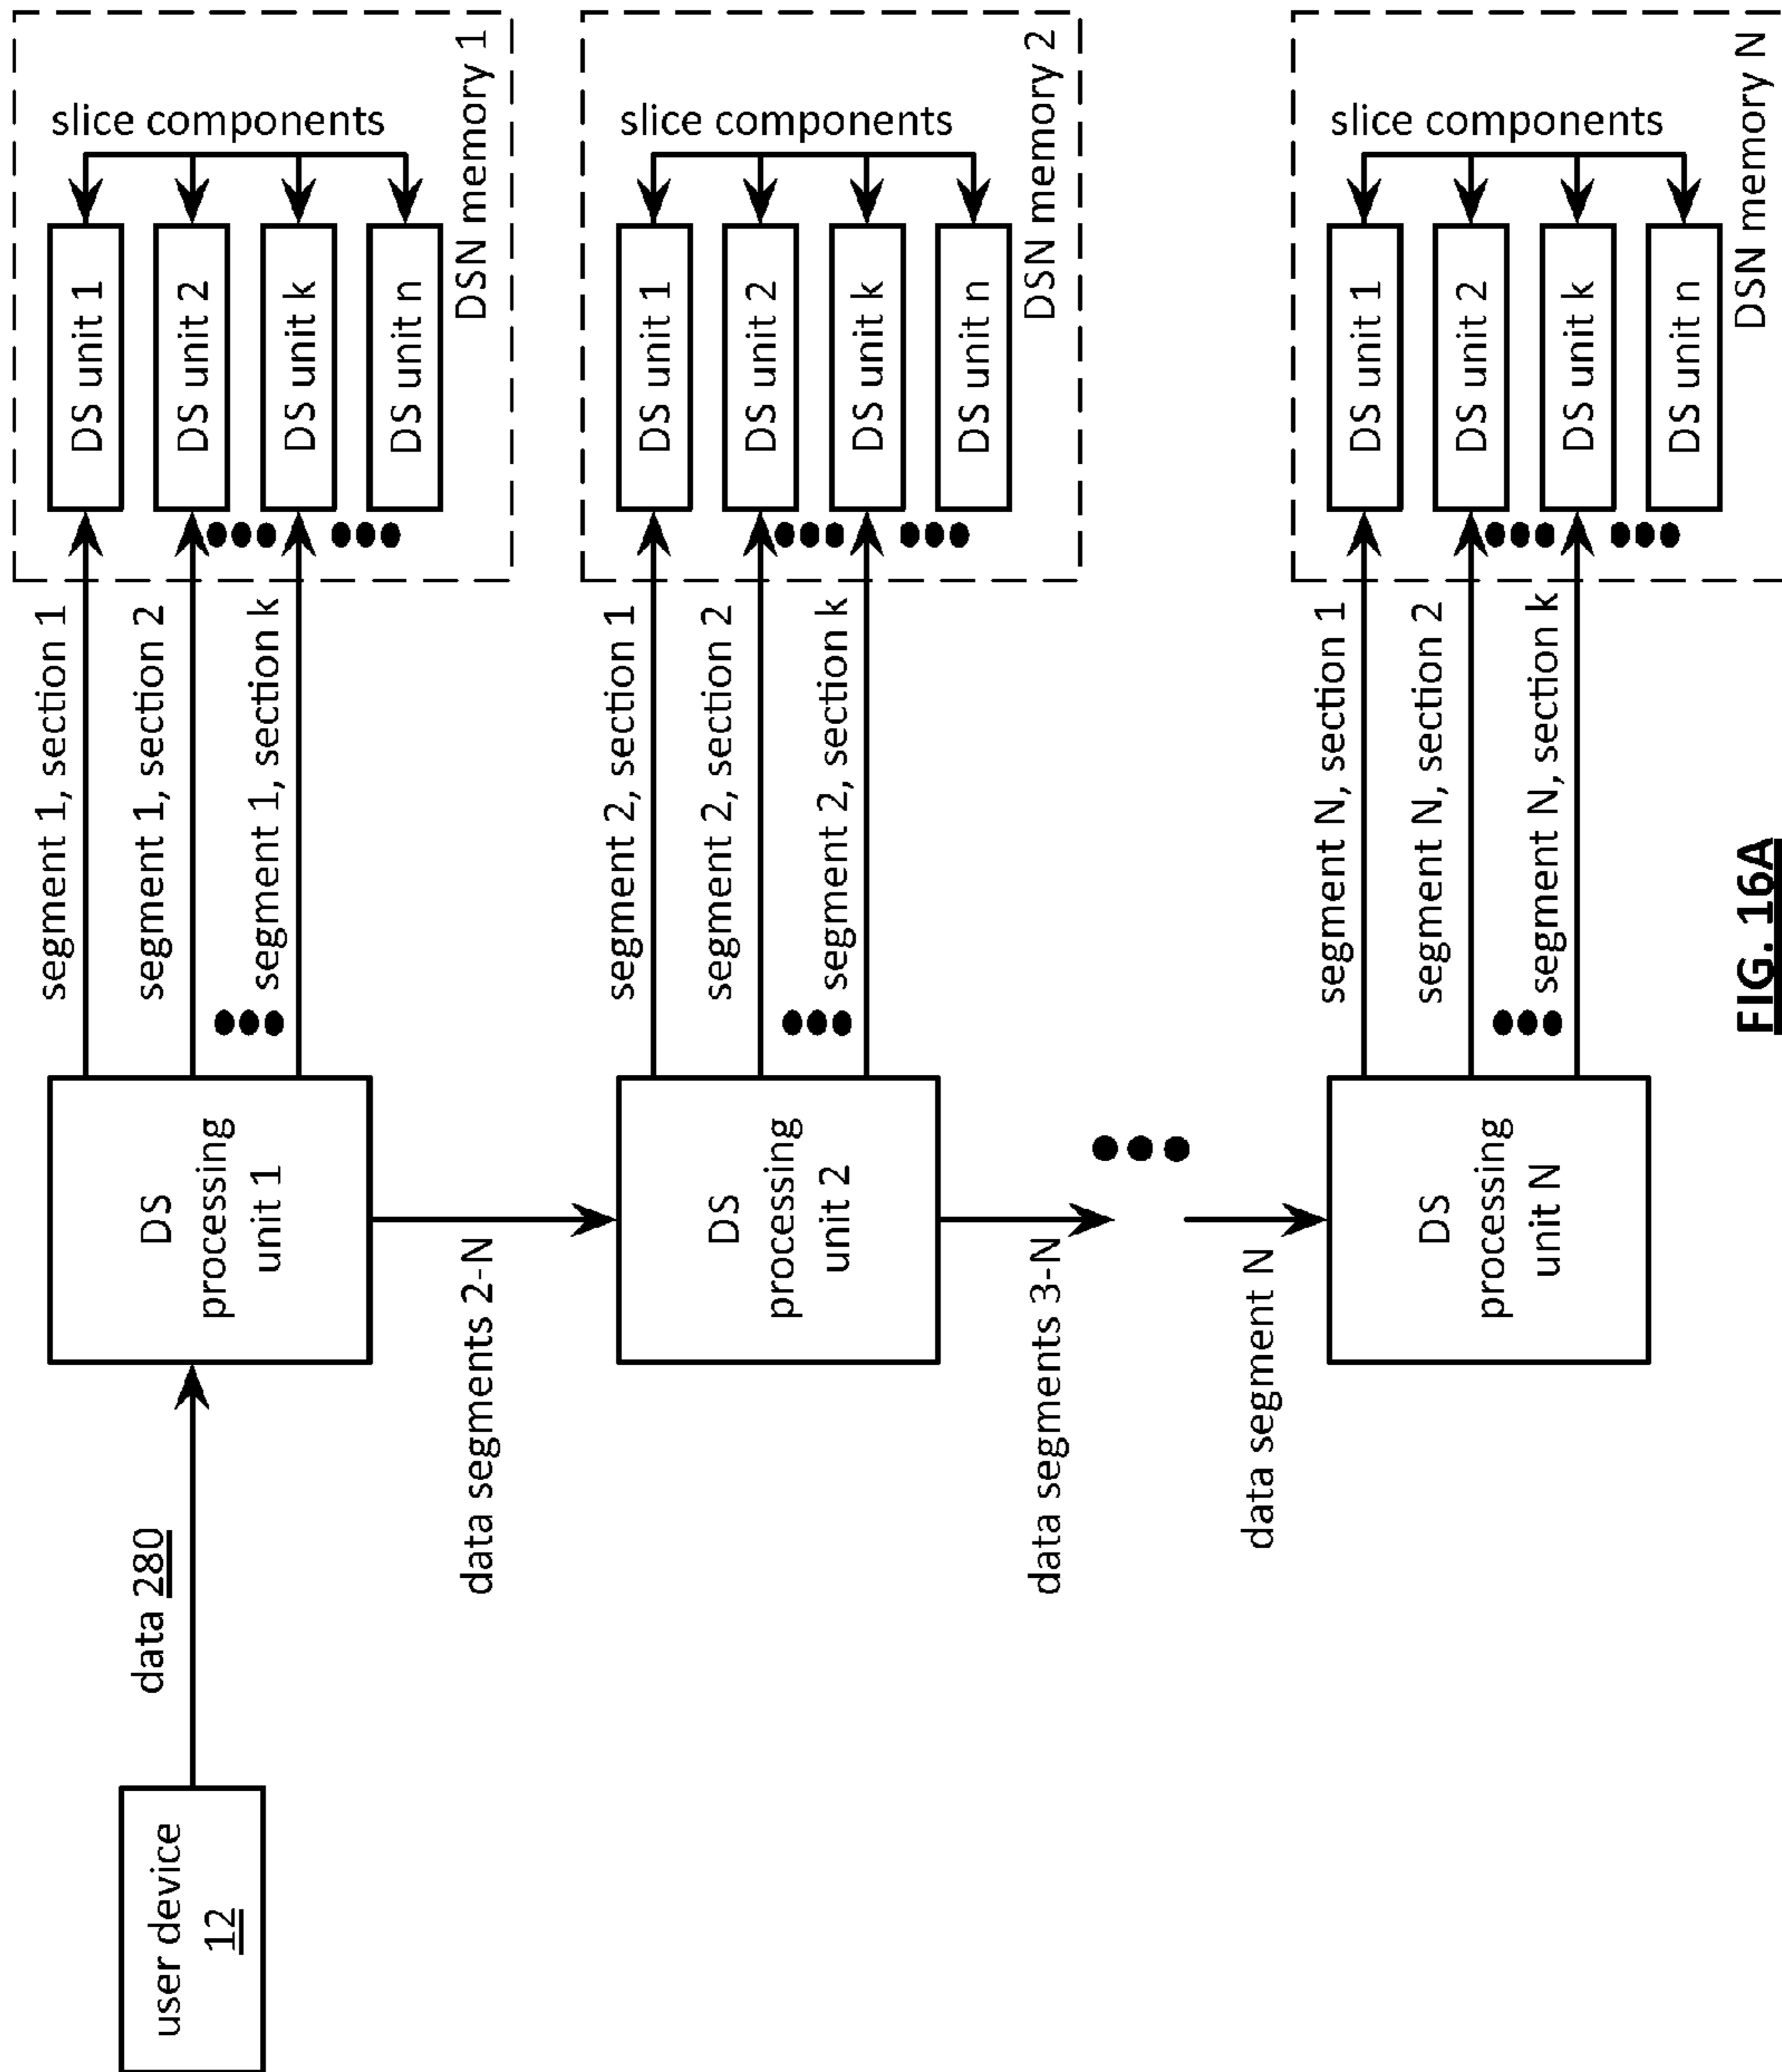 user device
12
data 280
DS
processing
unit 1
segment 1, section 1
segment 1, section 2
segment 1, section k
DS unit 1
DS unit 2
DS unit k
DS unit n
slice components
DSN memory 1
data segments 2-N
DS
processing
unit 2
segment 2, section 1
segment 2, section 2
segment 2, section k
DS unit 1
DS unit 2
DS unit k
DS unit n
slice components
DSN memory 2
data segments 3-N
data segment N
DS
processing
unit N
segment N, section 1
segment N, section 2
segment N, section k
DS unit 1
DS unit 2
DS unit k
DS unit n
slice components
DSN memory N
FIG. 16A